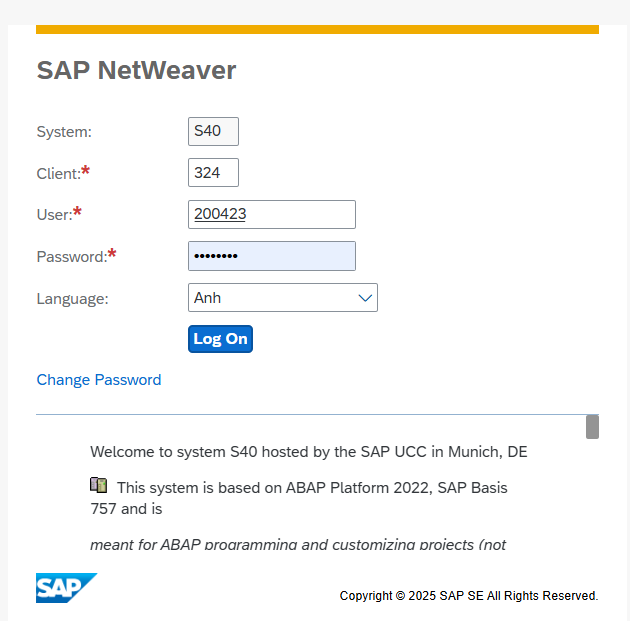 SAP NetWeaver
System: S40
Client:* 324
User:* 200423
Password:* ••••••••
Language: Anh
Log On
Change Password
Welcome to system S40 hosted by the SAP UCC in Munich, DE
This system is based on ABAP Platform 2022, SAP Basis
757 and is
meant for ABAP programming and customizing projects (not
SAP
Copyright © 2025 SAP SE All Rights Reserved.